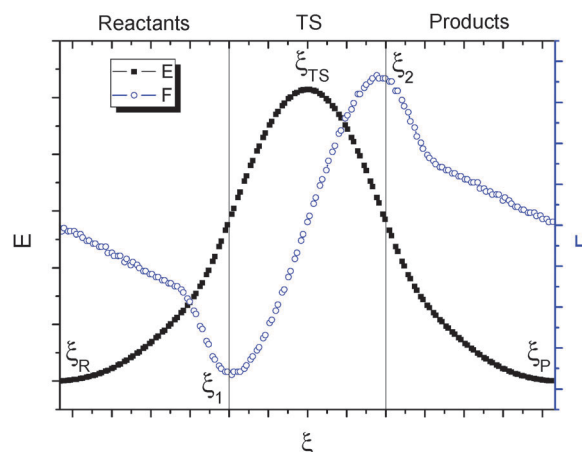 Reactants TS Products
E
F
ξTS
ξ2
E
F
ξR
ξ1
ξP
ξ